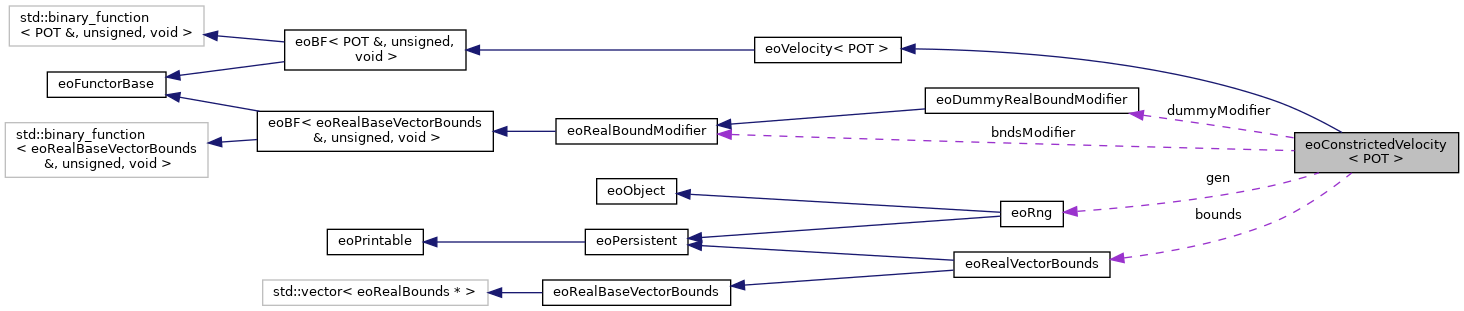 std::binary_function
< POT &, unsigned, void >
eoBF< POT &, unsigned,
void >
eoVelocity< POT >
eoFunctorBase
eoDummyRealBoundModifier
dummyModifier
eoBF< eoRealBaseVectorBounds
&, unsigned, void >
eoRealBoundModifier
bndsModifier
std::binary_function
< eoRealBaseVectorBounds
&, unsigned, void >
eoConstrictedVelocity
< POT >
eoObject
gen
eoRng
bounds
eoPrintable
eoPersistent
eoRealVectorBounds
std::vector< eoRealBounds * >
eoRealBaseVectorBounds